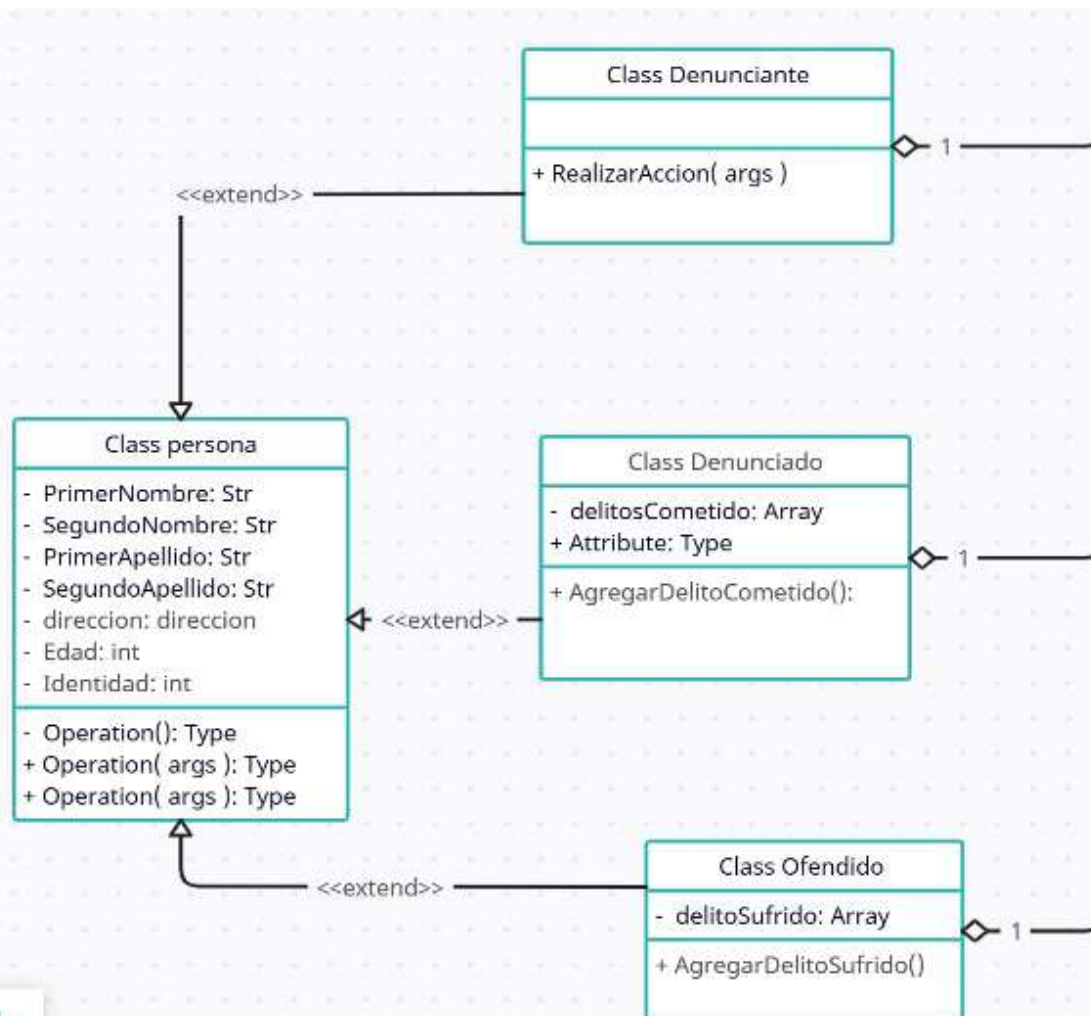 Class Denunciante
+ RealizarAccion( args )
1
<<extend>>
Class persona
- PrimerNombre: Str
- SegundoNombre: Str
- PrimerApellido: Str
- SegundoApellido: Str
- direccion: direccion
- Edad: int
- Identidad: int
- Operation(): Type
+ Operation( args ): Type
+ Operation( args ): Type
Class Denunciado
- delitosCometido: Array
+ Attribute: Type
+ AgregarDelitoCometido():
1
<<extend>>
Class Ofendido
- delitoSufrido: Array
+ AgregarDelitoSufrido()
1
<<extend>>